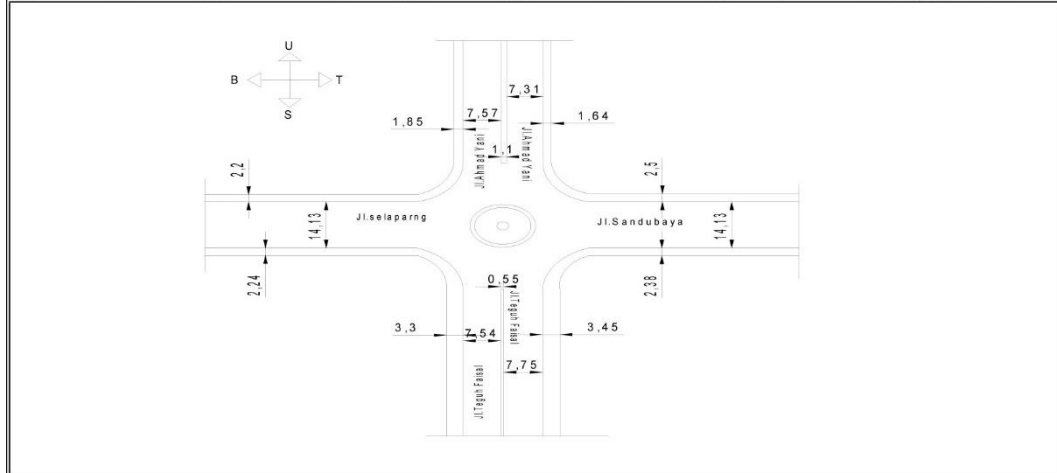 U
B T
S
7,31
7,57
1,85
1,64
1,1
Jl.Ahmad Yani
Jl.Ahmad Yani
2,2
2,5
Jl.selaparng
Jl.Sandubaya
14,13
14,13
2,24
2,38
0,55
Jl.Teguh Faisal
3,3
7,54
3,45
7,75
Jl.Teguh Faisal